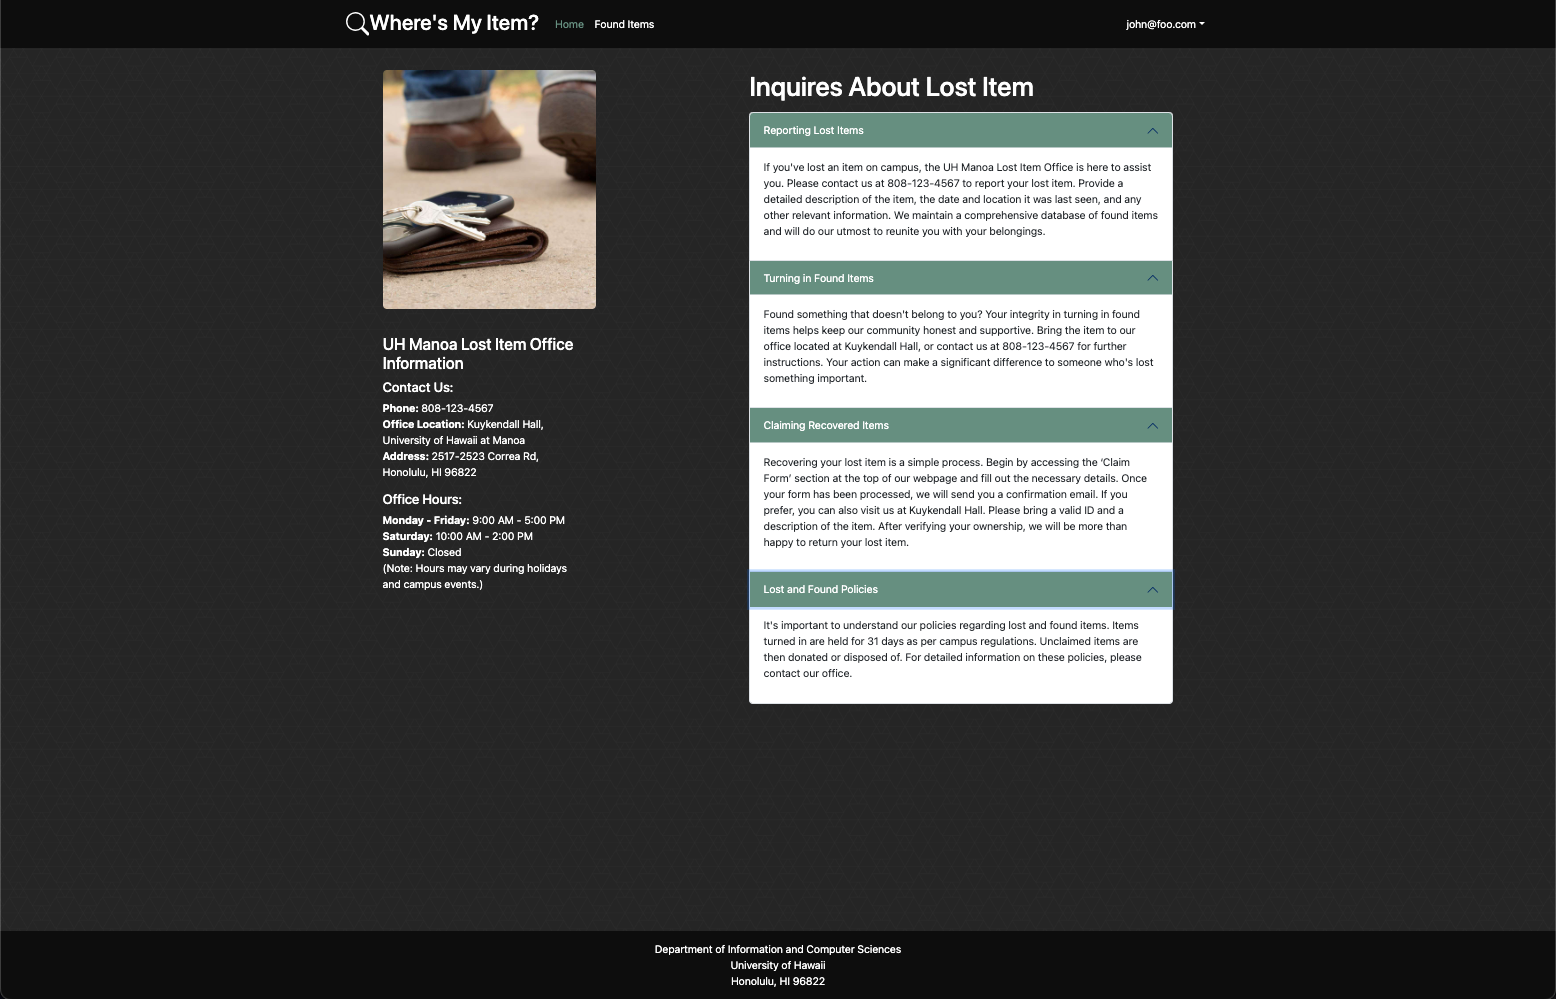 Where's My Item?
Home
Found Items
john@foo.com
UH Manoa Lost Item Office
Information
Contact Us:
Phone: 808-123-4567
Office Location: Kuykendall Hall,
University of Hawaii at Manoa
Address: 2517-2523 Correa Rd,
Honolulu, HI 96822
Office Hours:
Monday - Friday: 9:00 AM - 5:00 PM
Saturday: 10:00 AM - 2:00 PM
Sunday: Closed
(Note: Hours may vary during holidays
and campus events.)
Inquires About Lost Item
Reporting Lost Items
If you've lost an item on campus, the UH Manoa Lost Item Office is here to assist
you. Please contact us at 808-123-4567 to report your lost item. Provide a
detailed description of the item, the date and location it was last seen, and any
other relevant information. We maintain a comprehensive database of found items
and will do our utmost to reunite you with your belongings.
Turning in Found Items
Found something that doesn't belong to you? Your integrity in turning in found
items helps keep our community honest and supportive. Bring the item to our
office located at Kuykendall Hall, or contact us at 808-123-4567 for further
instructions. Your action can make a significant difference to someone who's lost
something important.
Claiming Recovered Items
Recovering your lost item is a simple process. Begin by accessing the ‘Claim
Form’ section at the top of our webpage and fill out the necessary details. Once
your form has been processed, we will send you a confirmation email. If you
prefer, you can also visit us at Kuykendall Hall. Please bring a valid ID and a
description of the item. After verifying your ownership, we will be more than
happy to return your lost item.
Lost and Found Policies
It's important to understand our policies regarding lost and found items. Items
turned in are held for 31 days as per campus regulations. Unclaimed items are
then donated or disposed of. For detailed information on these policies, please
contact our office.
Department of Information and Computer Sciences
University of Hawaii
Honolulu, HI 96822